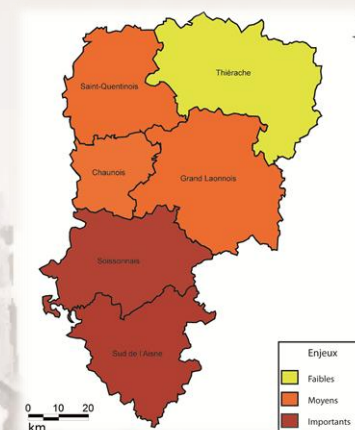 Thiérache
Saint-Quentinois
Chaunois
Grand Laonnois
Soissonnais
Sud de l'Aisne
Enjeux
Faibles
Moyens
Importants
0 10 20
km